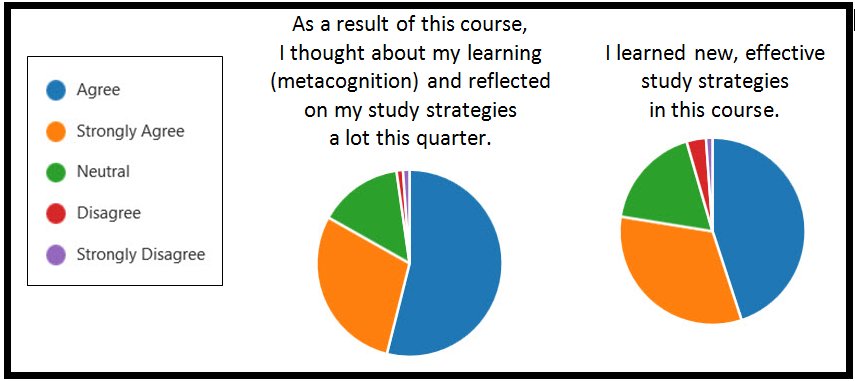 As a result of this course,
I thought about my learning
(metacognition) and reflected
on my study strategies
a lot this quarter.
I learned new, effective
study strategies
in this course.
Agree
Strongly Agree
Neutral
Disagree
Strongly Disagree